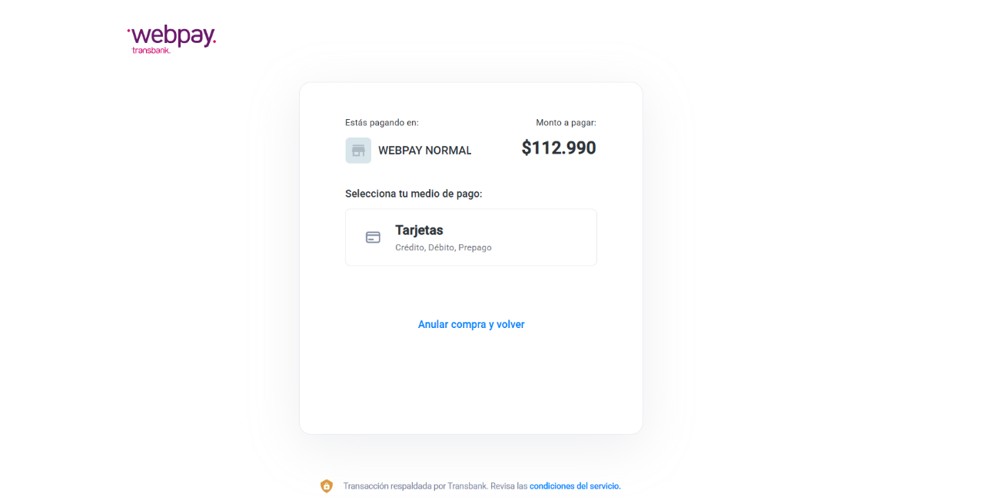 webpay.
transbank.
Estás pagando en:
Monto a pagar:
WEBPAY NORMAL
$112.990
Selecciona tu medio de pago:
Tarjetas
Crédito, Débito, Prepago
Anular compra y volver
Transacción respaldada por Transbank. Revisa las condiciones del servicio.